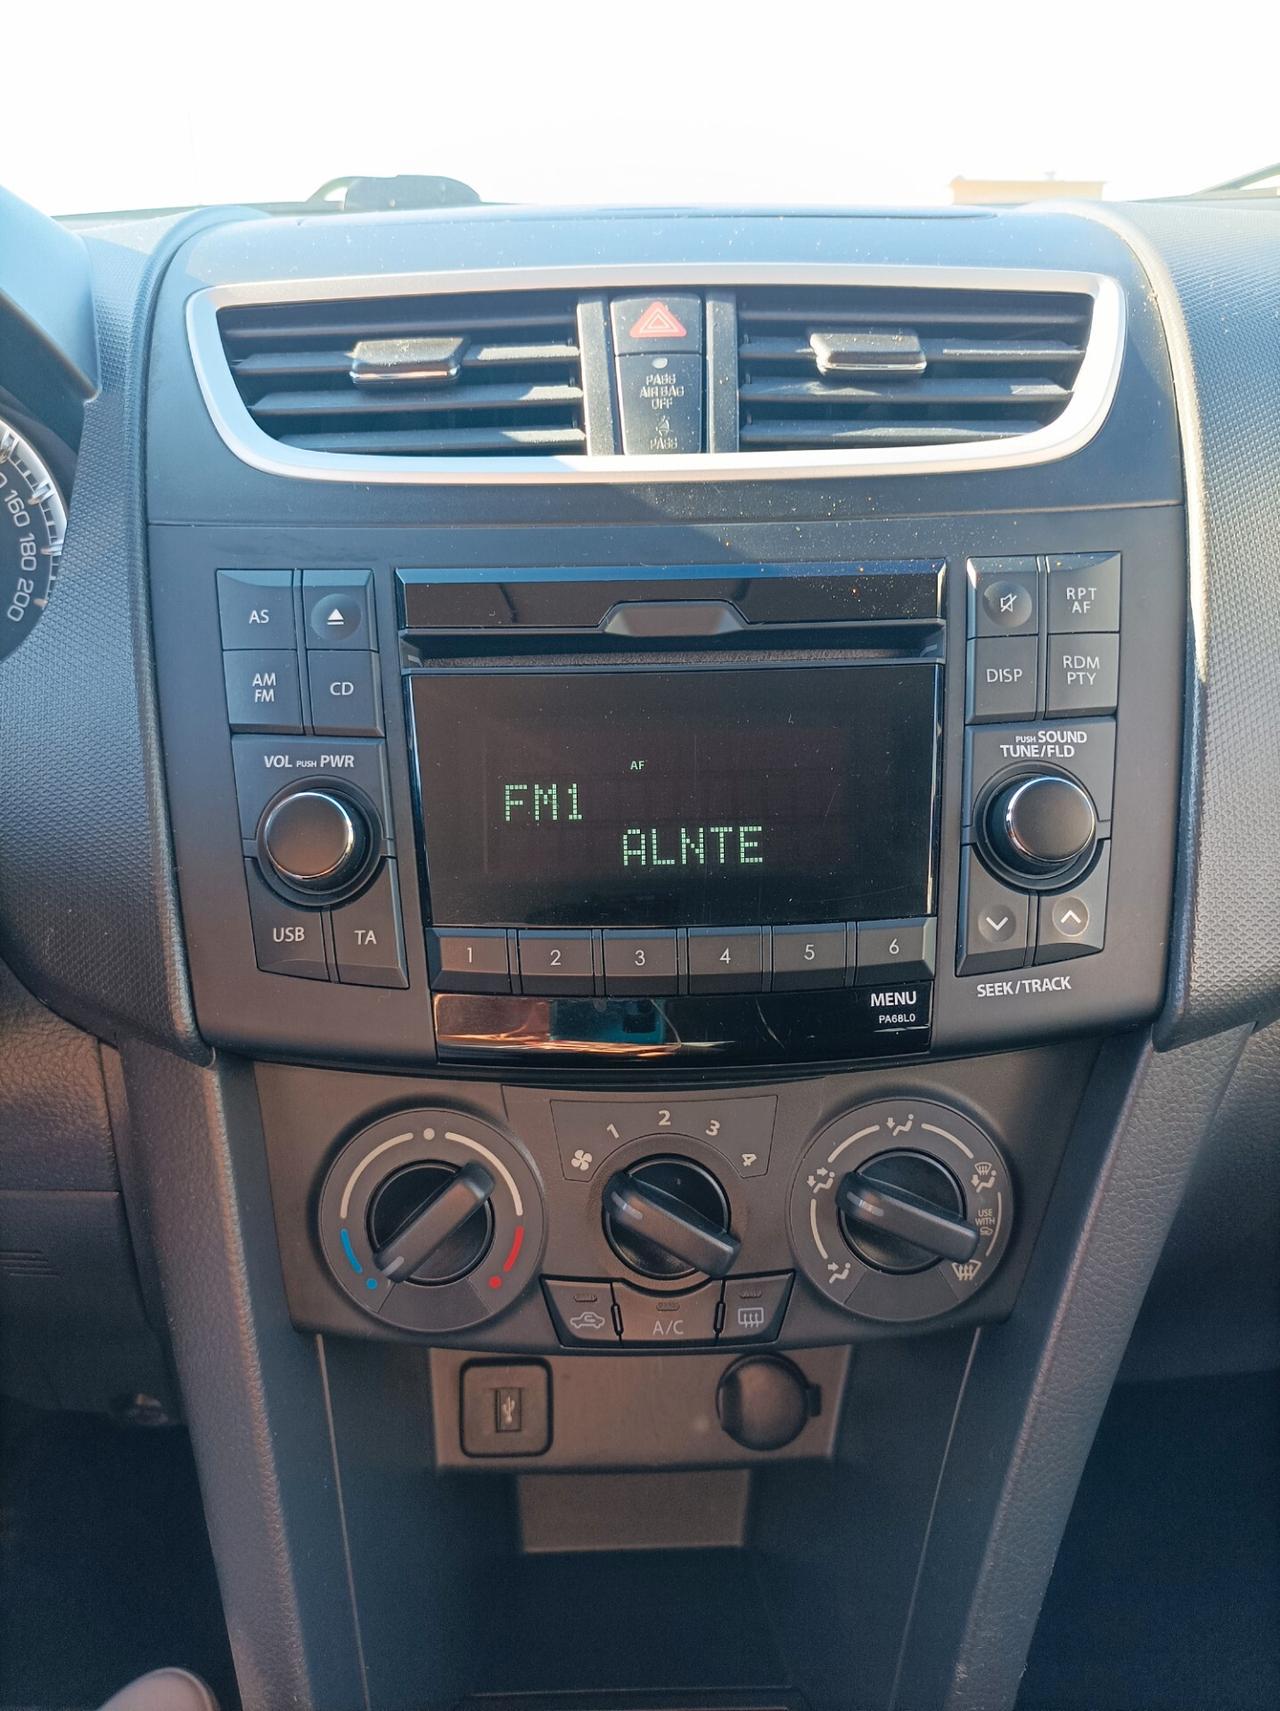 PASS
AIR BAG
OFF
PASS
160
180
200
AS
AM
FM
CD
VOL PUSH PWR
USB
TA
AF
FM1
ALNTE
1 2 3 4 5 6
MENU
PA68L0
RPT
AF
DISP
RDM
PTY
PUSH SOUND
TUNE/FLD
SEEK/TRACK
1 2 3 4
A/C
USE
WITH